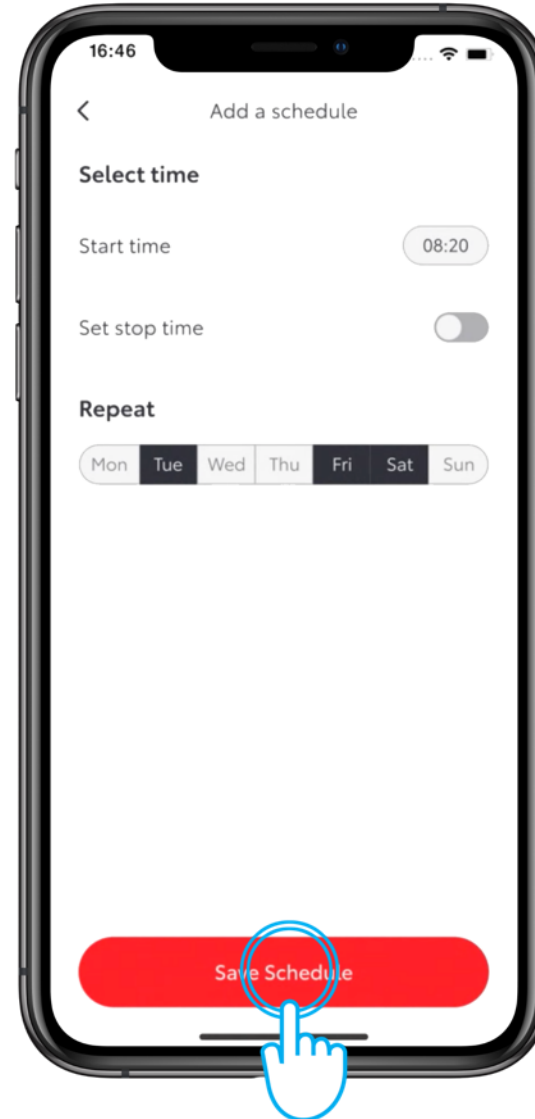 16:46
Add a schedule
Select time
Start time 08:20
Set stop time
Repeat
Mon Tue Wed Thu Fri Sat Sun
Save Schedule